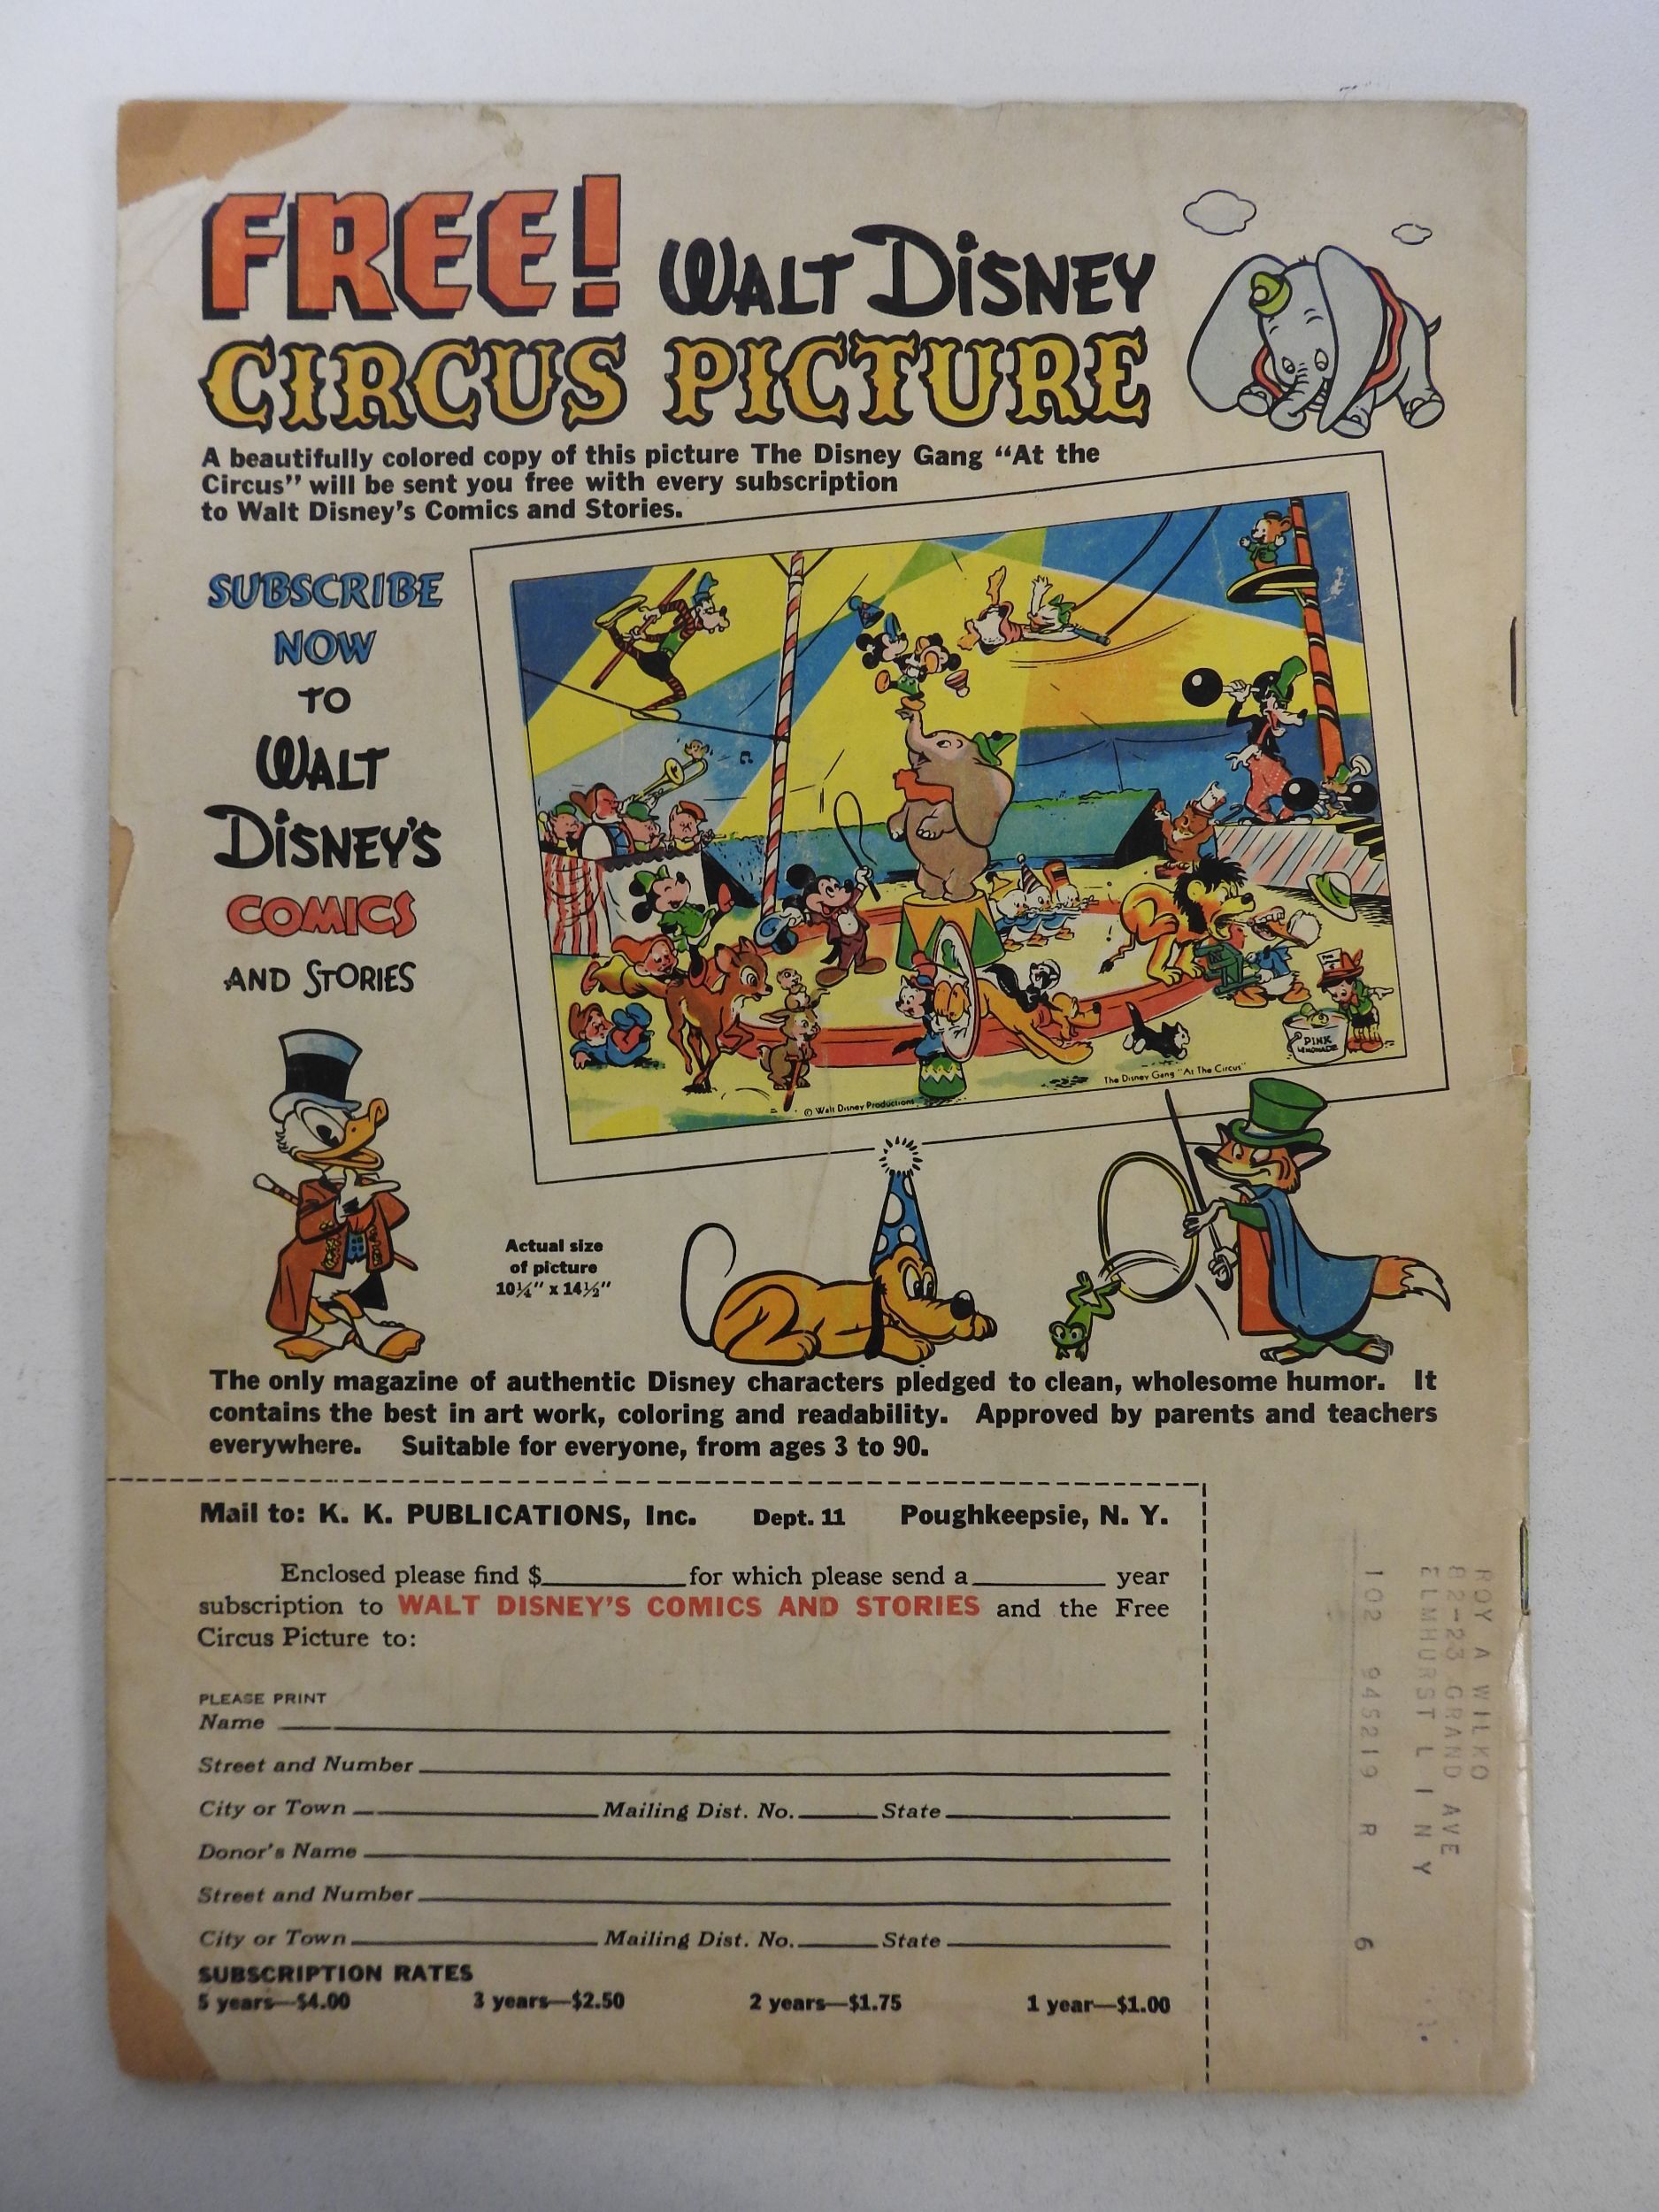 FREE! WALT DISNEY
CIRCUS PICTURE
A beautifully colored copy of this picture The Disney Gang "At the
Circus" will be sent you free with every subscription
to Walt Disney's Comics and Stories.
SUBSCRIBE
NOW
TO
WALT
DISNEY'S
COMICS
AND STORIES
PINK
LEMONADE
The Disney Gang "At The Circus"
© Walt Disney Productions
Actual size
of picture
10¼" x 14½"
The only magazine of authentic Disney characters pledged to clean, wholesome humor. It
contains the best in art work, coloring and readability. Approved by parents and teachers
everywhere. Suitable for everyone, from ages 3 to 90.
Mail to: K. K. PUBLICATIONS, Inc. Dept. 11 Poughkeepsie, N. Y.
Enclosed please find $__________ for which please send a __________ year
subscription to WALT DISNEY'S COMICS AND STORIES and the Free
Circus Picture to:
PLEASE PRINT
Name
Street and Number
City or Town Mailing Dist. No. State
Donor's Name
Street and Number
City or Town Mailing Dist. No. State
SUBSCRIPTION RATES
5 years—$4.00 3 years—$2.50 2 years—$1.75 1 year—$1.00
ROY A WILKO
82-23 GRAND AVE
ELMHURST L I N Y
102 945219 R 6